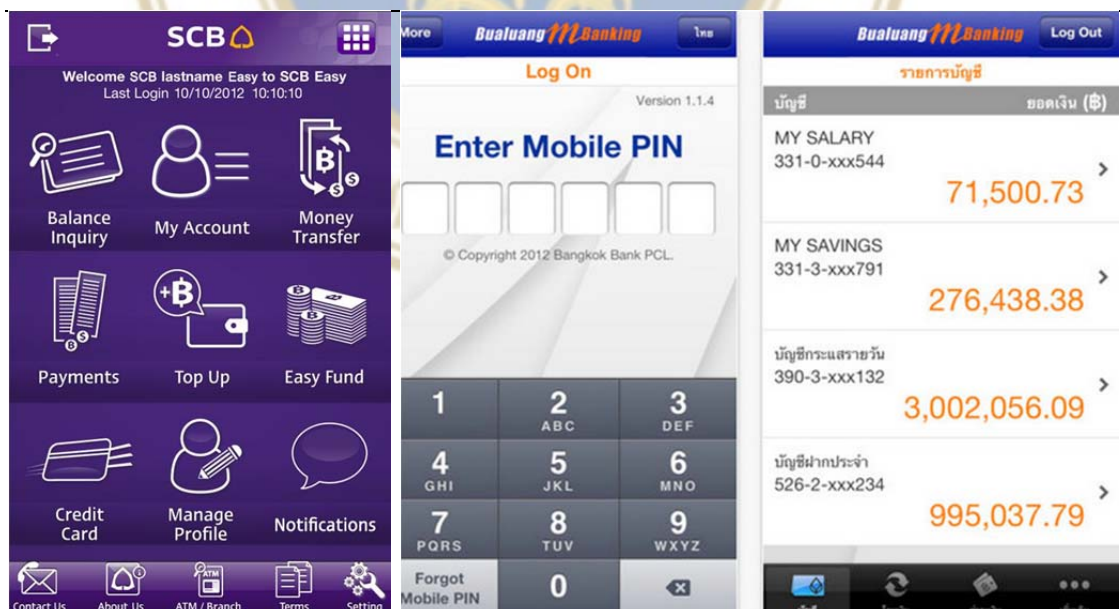 SCB
Welcome SCB lastname Easy to SCB Easy
Last Login 10/10/2012 10:10:10
Balance
Inquiry
My Account
Money
Transfer
Payments
Top Up
Easy Fund
Credit
Card
Manage
Profile
Notifications
Contact Us
About Us
ATM / Branch
Terms
Setting
More
Bualuang mBanking
ไทย
Log On
Version 1.1.4
Enter Mobile PIN
© Copyright 2012 Bangkok Bank PCL.
1
2
ABC
3
DEF
4
GHI
5
JKL
6
MNO
7
PQRS
8
TUV
9
WXYZ
Forgot
Mobile PIN
0
Bualuang mBanking
Log Out
รายการบัญชี
บัญชี ยอดเงิน (฿)
MY SALARY
331-0-xxx544
71,500.73
MY SAVINGS
331-3-xxx791
276,438.38
บัญชีกระแสรายวัน
390-3-xxx132
3,002,056.09
บัญชีฝากประจำ
526-2-xxx234
995,037.79